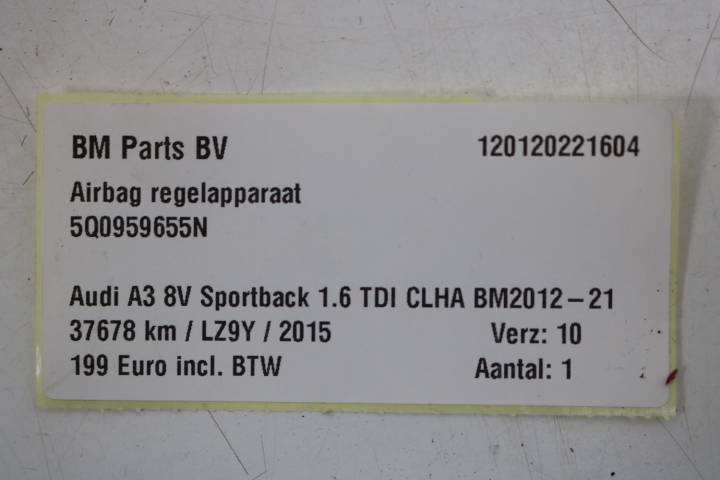 BM Parts BV 120120221604
Airbag regelapparaat
5Q0959655N
Audi A3 8V Sportback 1.6 TDI CLHA BM2012-21
37678 km / LZ9Y / 2015 Verz: 10
199 Euro incl. BTW Aantal: 1